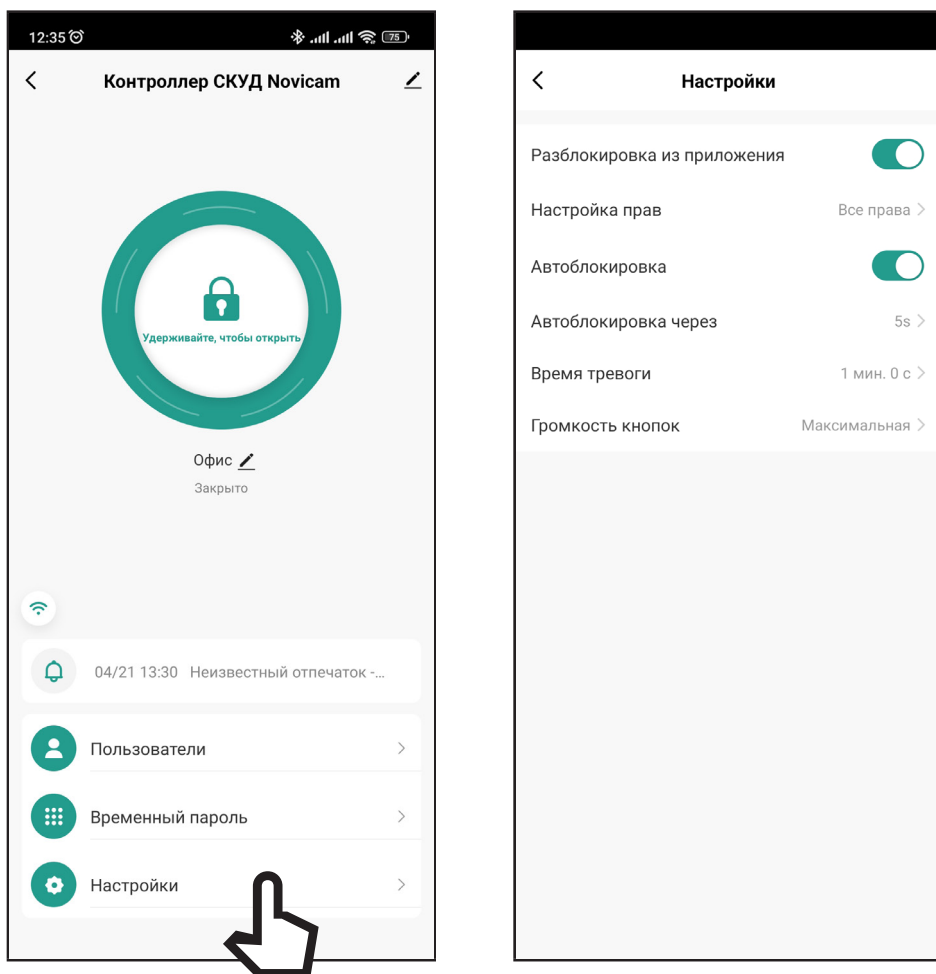 12:35
75
Контроллер СКУД Novicam
Удерживайте, чтобы открыть
Офис
Закрыто
04/21 13:30 Неизвестный отпечаток -...
Пользователи
Временный пароль
Настройки
Настройки
Разблокировка из приложения
Настройка прав Все права
Автоблокировка
Автоблокировка через 5s
Время тревоги 1 мин. 0 с
Громкость кнопок Максимальная